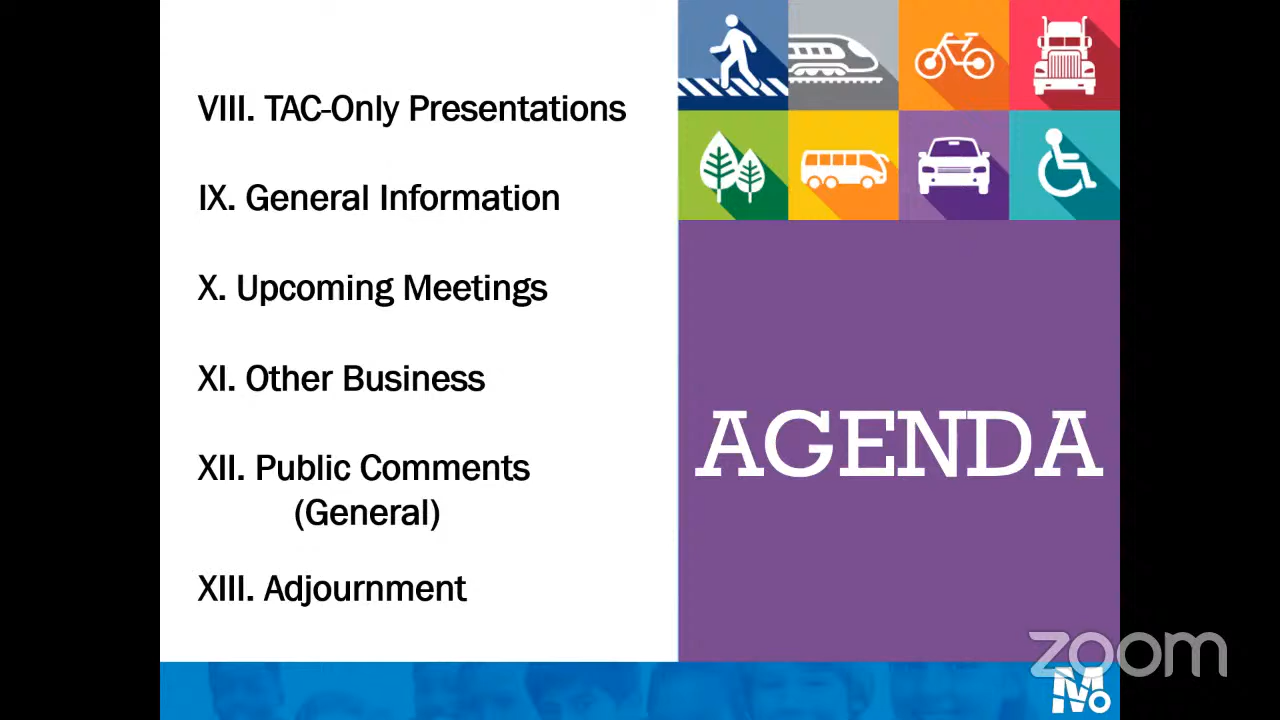 VIII. TAC-Only Presentations
IX. General Information
X. Upcoming Meetings
XI. Other Business
XII. Public Comments
(General)
XIII. Adjournment
AGENDA
zoom
Mo